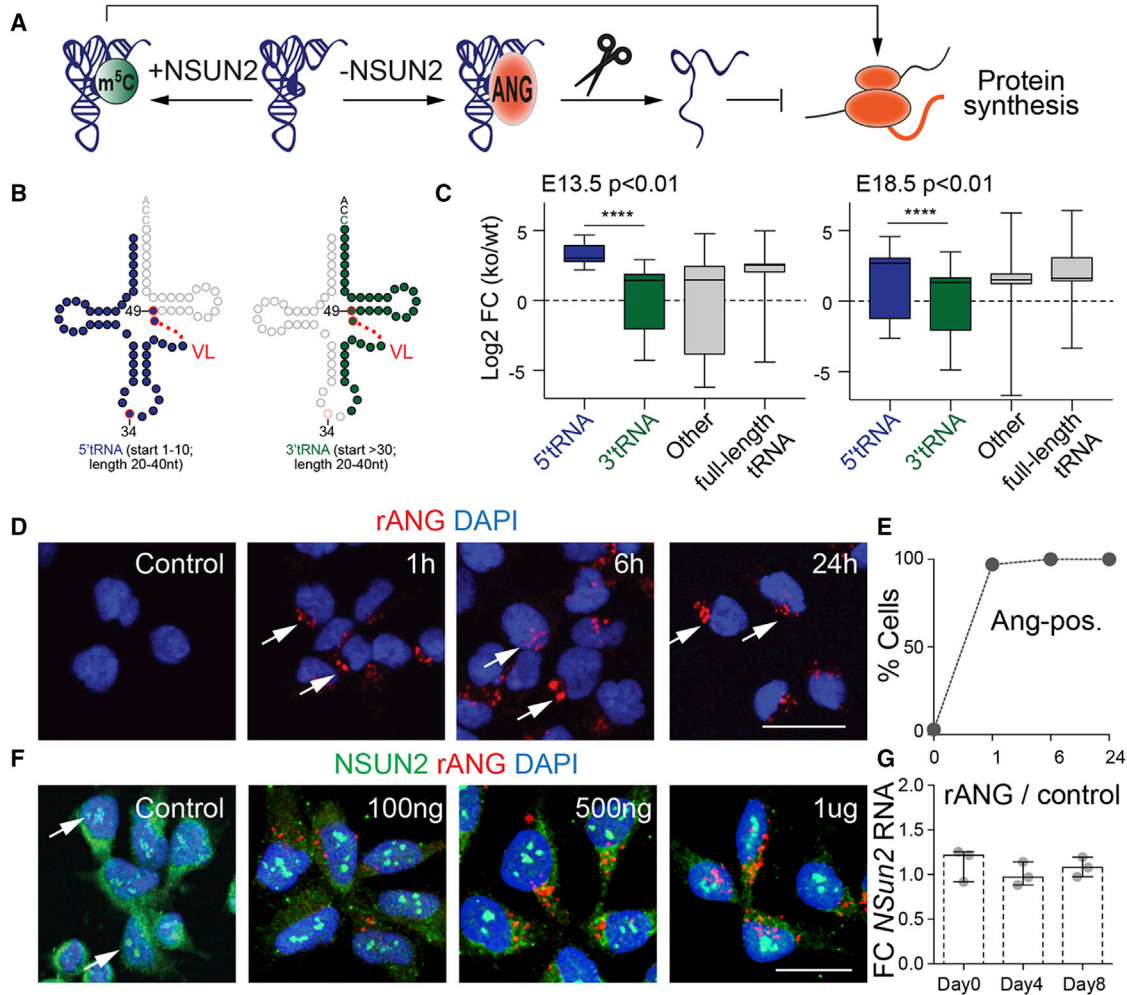 A
m⁵C
+NSUN2
-NSUN2
ANG
Protein
synthesis
B
A
C
C
49
VL
34
5'tRNA (start 1-10;
length 20-40nt)
A
C
C
49
VL
34
3'tRNA (start >30;
length 20-40nt)
C
E13.5 p<0.01
****
Log2 FC (ko/wt)
5
0
-5
5'tRNA
3'tRNA
Other
full-length
tRNA
E18.5 p<0.01
****
5
0
-5
5'tRNA
3'tRNA
Other
full-length
tRNA
D
rANG DAPI
Control
1h
6h
24h
E
% Cells
100
50
0
Ang-pos.
0 1 6 24
F
NSUN2 rANG DAPI
Control
100ng
500ng
1ug
G
rANG / control
FC NSun2 RNA
2.0
1.5
1.0
0.5
0.0
Day0 Day4 Day8